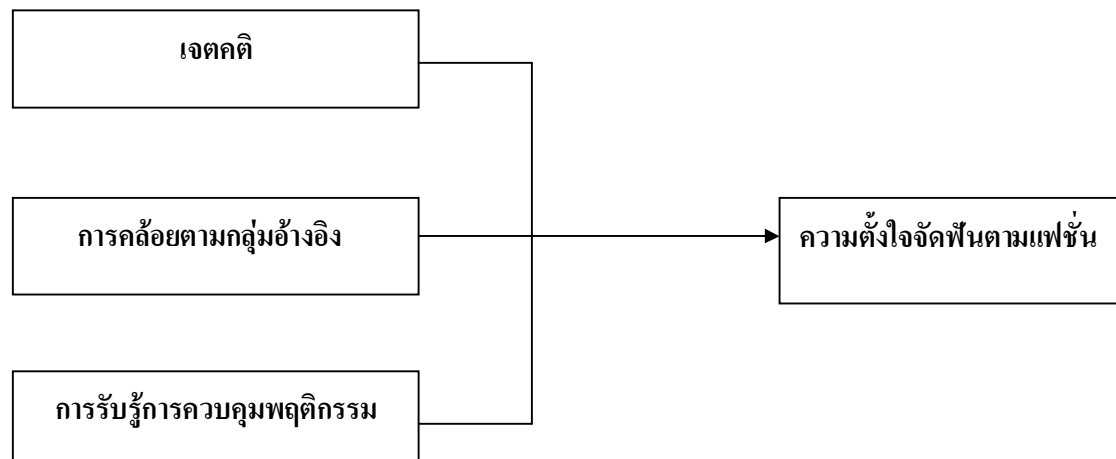 เจตคติ
การคล้อยตามกลุ่มอ้างอิง
ความตั้งใจจัดฟันตามแฟชั่น
การรับรู้การควบคุมพฤติกรรม